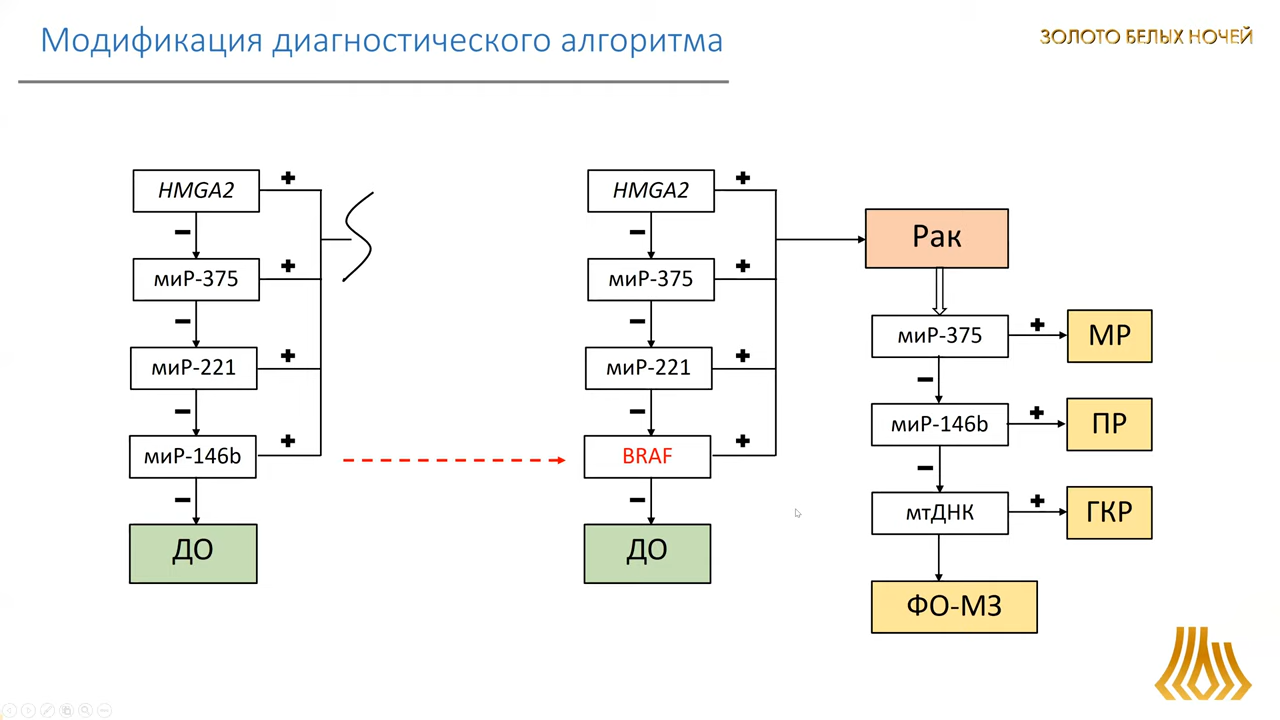 Модификация диагностического алгоритма
ЗОЛОТО БЕЛЫХ НОЧЕЙ
HMGA2
+
−
миР-375
+
−
миР-221
+
−
миР-146b
+
−
ДО
HMGA2
+
−
миР-375
+
−
миР-221
+
−
BRAF
+
−
ДО
Рак
миР-375
+
МР
−
миР-146b
+
ПР
−
мтДНК
+
ГКР
ФО-МЗ